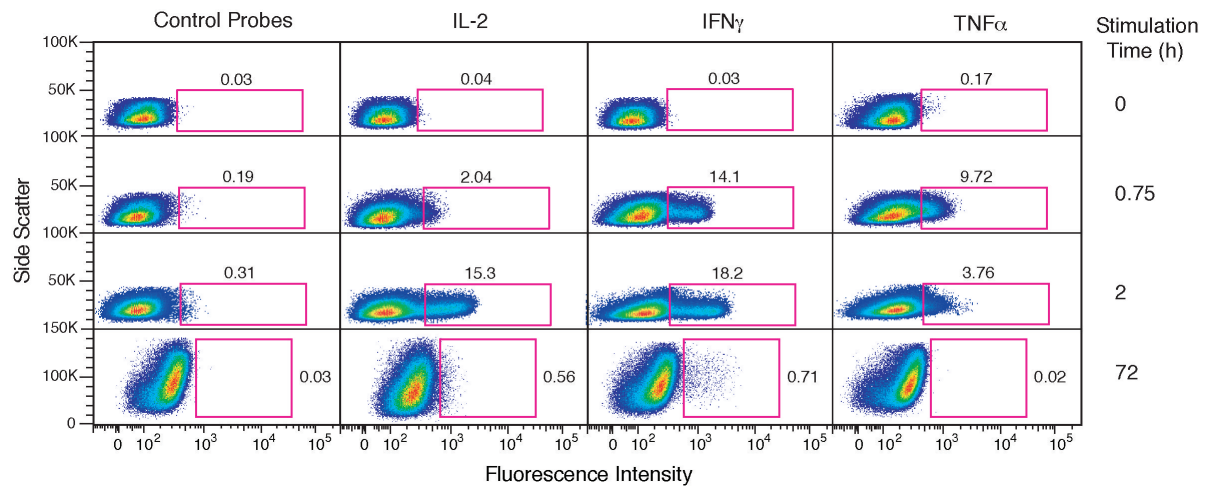 Control Probes IL-2 IFNγ TNFα Stimulation
Time (h)
100K
0.03 0.04 0.03 0.17
50K 0
100K
0.19 2.04 14.1 9.72
50K 0.75
100K
0.31 15.3 18.2 3.76
50K 2
150K
100K 0.03 0.56 0.71 0.02 72
0
Side Scatter
0 10² 10³ 10⁴ 10⁵ 0 10² 10³ 10⁴ 10⁵ 0 10² 10³ 10⁴ 10⁵ 0 10² 10³ 10⁴ 10⁵
Fluorescence Intensity